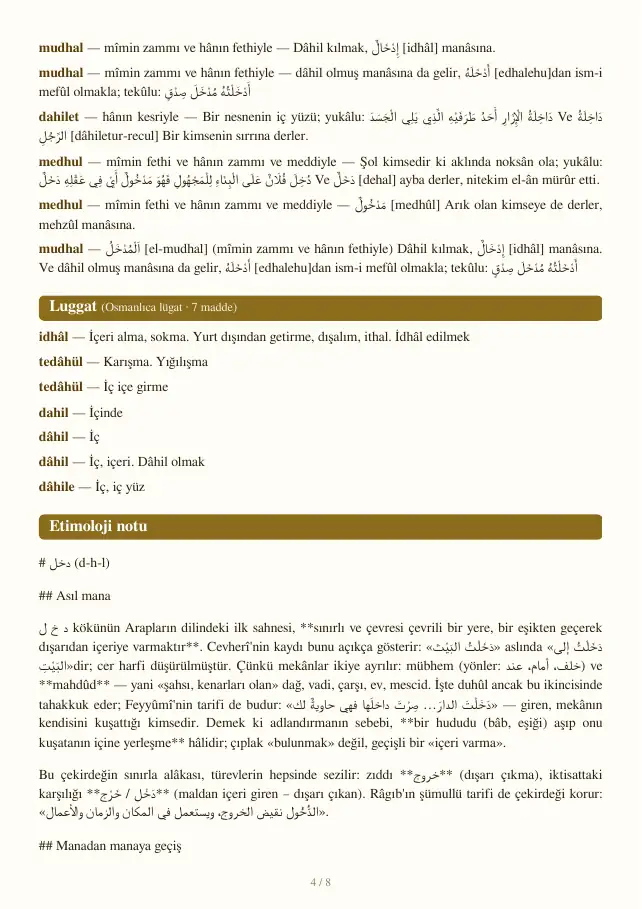 mudhal — mîmin zammı ve hânın fethiyle — Dâhil kılmak, إِدْخَالٌ [idhâl] manâsına.
mudhal — mîmin zammı ve hânın fethiyle — dâhil olmuş manâsına da gelir, أَدْخَلَهُ [edhalehu]dan ism-i
mefûl olmakla; tekûlu: أَدْخَلْتُهُ مُدْخَلَ صِدْقٍ
dahilet — hânın kesriyle — Bir nesnenin iç yüzü; yukâlu: دَاخِلَةُ الْإِزَارِ أَحَدُ طَرَفَيْهِ الَّذِي يَلِي الْجَسَدَ Ve دَاخِلَةُ
الرَّجُلِ [dâhiletur-recul] Bir kimsenin sırrına derler.
medhul — mîmin fethi ve hânın zammı ve meddiyle — Şol kimsedir ki aklında noksân ola; yukâlu:
دُخِلَ فُلَانٌ عَلَى الْبِنَاءِ لِلْمَجْهُولِ فَهُوَ مَدْخُولٌ أَيْ فِي عَقْلِهِ دَخَلٌ Ve دَخَلٌ [dehal] ayba derler, nitekim el-ân mürûr etti.
medhul — mîmin fethi ve hânın zammı ve meddiyle — مَدْخُولٌ [medhûl] Arık olan kimseye de derler,
mehzûl manâsına.
mudhal — اَلْمُدْخَلُ [el-mudhal] (mîmin zammı ve hânın fethiyle) Dâhil kılmak, إِدْخَالٌ [idhâl] manâsına.
Ve dâhil olmuş manâsına da gelir, أَدْخَلَهُ [edhalehu]dan ism-i mefûl olmakla; tekûlu: أَدْخَلْتُهُ مُدْخَلَ صِدْقٍ
Luggat (Osmanlıca lügat · 7 madde)
idhâl — İçeri alma, sokma. Yurt dışından getirme, dışalım, ithal. İdhâl edilmek
tedâhül — Karışma. Yığılışma
tedâhül — İç içe girme
dahil — İçinde
dâhil — İç
dâhil — İç, içeri. Dâhil olmak
dâhile — İç, iç yüz
Etimoloji notu
# دخل (d-h-l)
## Asıl mana
د خ ل kökünün Arapların dilindeki ilk sahnesi, **sınırlı ve çevresi çevrili bir yere, bir eşikten geçerek
dışarıdan içeriye varmaktır**. Cevherî'nin kaydı bunu açıkça gösterir: «دَخَلْتُ البَيْت» aslında «دَخَلْتُ إلى
البَيْتِ»dir; cer harfi düşürülmüştür. Çünkü mekânlar ikiye ayrılır: mübhem (yönler: خلف، أمام، عند) ve
**mahdûd** — yani «şahsı, kenarları olan» dağ, vadi, çarşı, ev, mescid. İşte duhûl ancak bu ikincisinde
tahakkuk eder; Feyyûmî'nin tarifi de budur: «دَخَلْتَ الدارَ… صِرْتَ داخلَها فهي حاويةٌ لك» — giren, mekânın
kendisini kuşattığı kimsedir. Demek ki adlandırmanın sebebi, **bir hududu (bâb, eşiği) aşıp onu
kuşatanın içine yerleşme** hâlidir; çıplak «bulunmak» değil, geçişli bir «içeri varma».
Bu çekirdeğin sınırla alâkası, türevlerin hepsinde sezilir: zıddı **خروج** (dışarı çıkma), iktisattaki
karşılığı **دَخْل / خَرْج** (maldan içeri giren – dışarı çıkan). Râgıb'ın şümullü tarifi de çekirdeği korur:
«الدُّخول نقيض الخروج، ويستعمل في المكان والزمان والأعمال».
## Manadan manaya geçiş
4 / 8